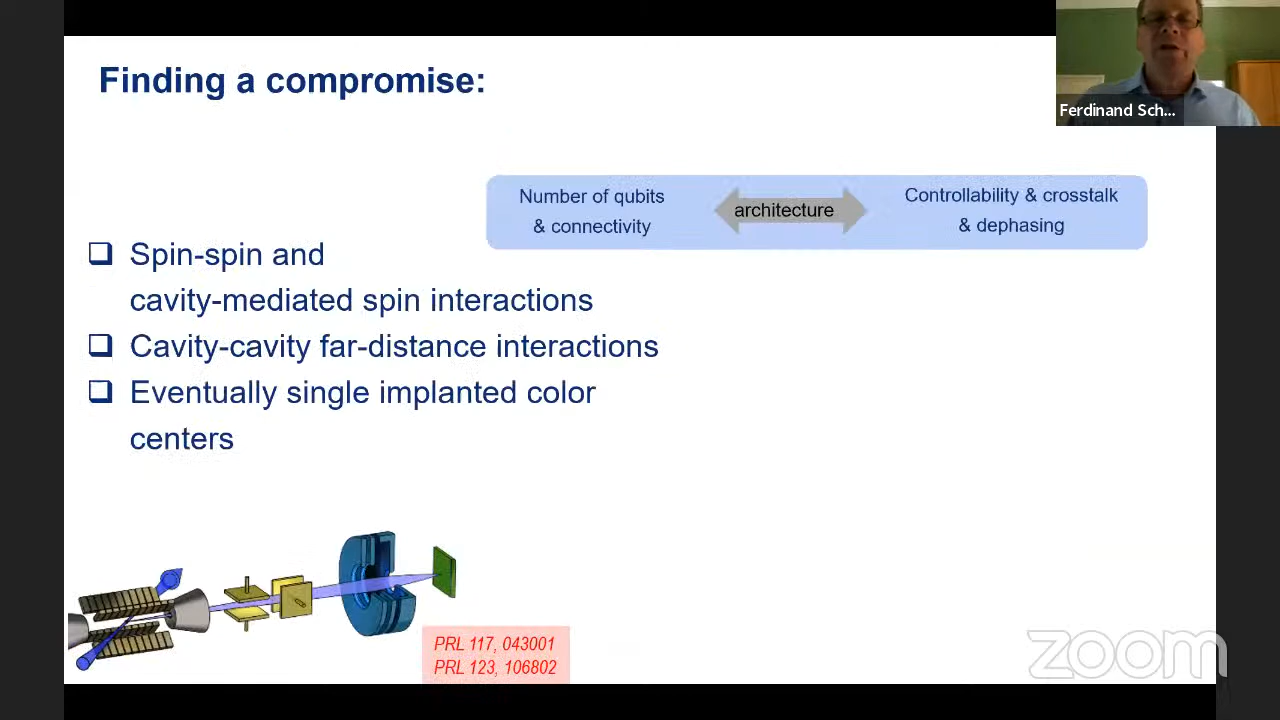 Finding a compromise:
Ferdinand Sch...
Number of qubits
& connectivity
architecture
Controllability & crosstalk
& dephasing
Spin-spin and
cavity-mediated spin interactions
Cavity-cavity far-distance interactions
Eventually single implanted color
centers
PRL 117, 043001
PRL 123, 106802
zoom